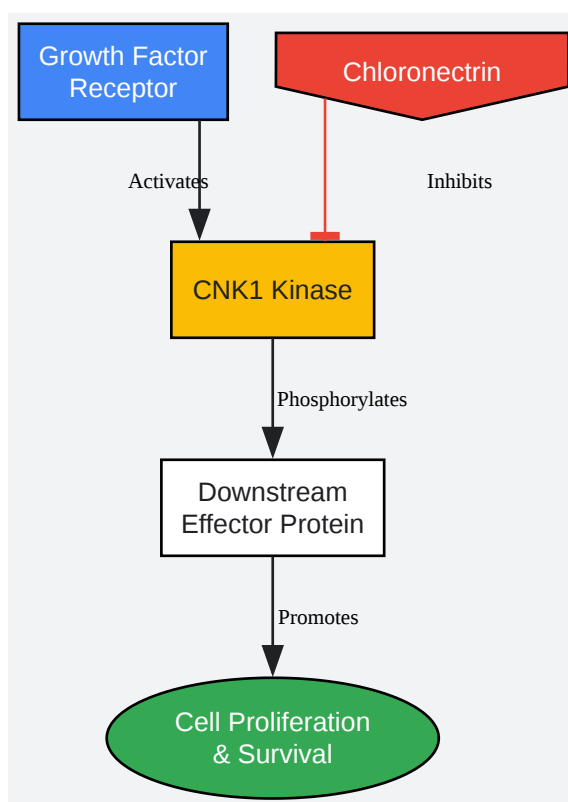 Growth Factor
Receptor
Chloronectrin
Activates
Inhibits
CNK1 Kinase
Phosphorylates
Downstream
Effector Protein
Promotes
Cell Proliferation
& Survival